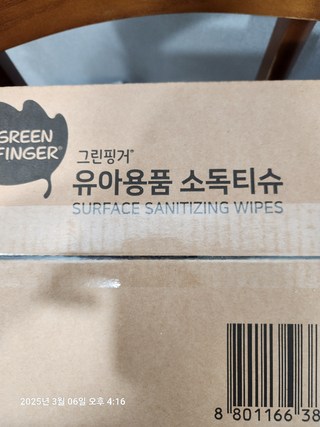 GREEN
FINGER®
그린핑거®
유아용품 소독티슈
SURFACE SANITIZING WIPES
2025년 3월 06일 오후 4:16
8 801166 38